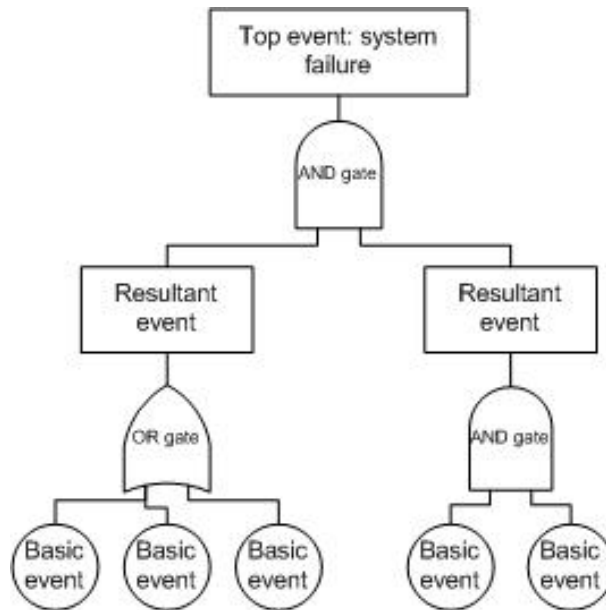 Top event: system
failure
AND gate
Resultant
event
Resultant
event
OR gate
AND gate
Basic
event
Basic
event
Basic
event
Basic
event
Basic
event